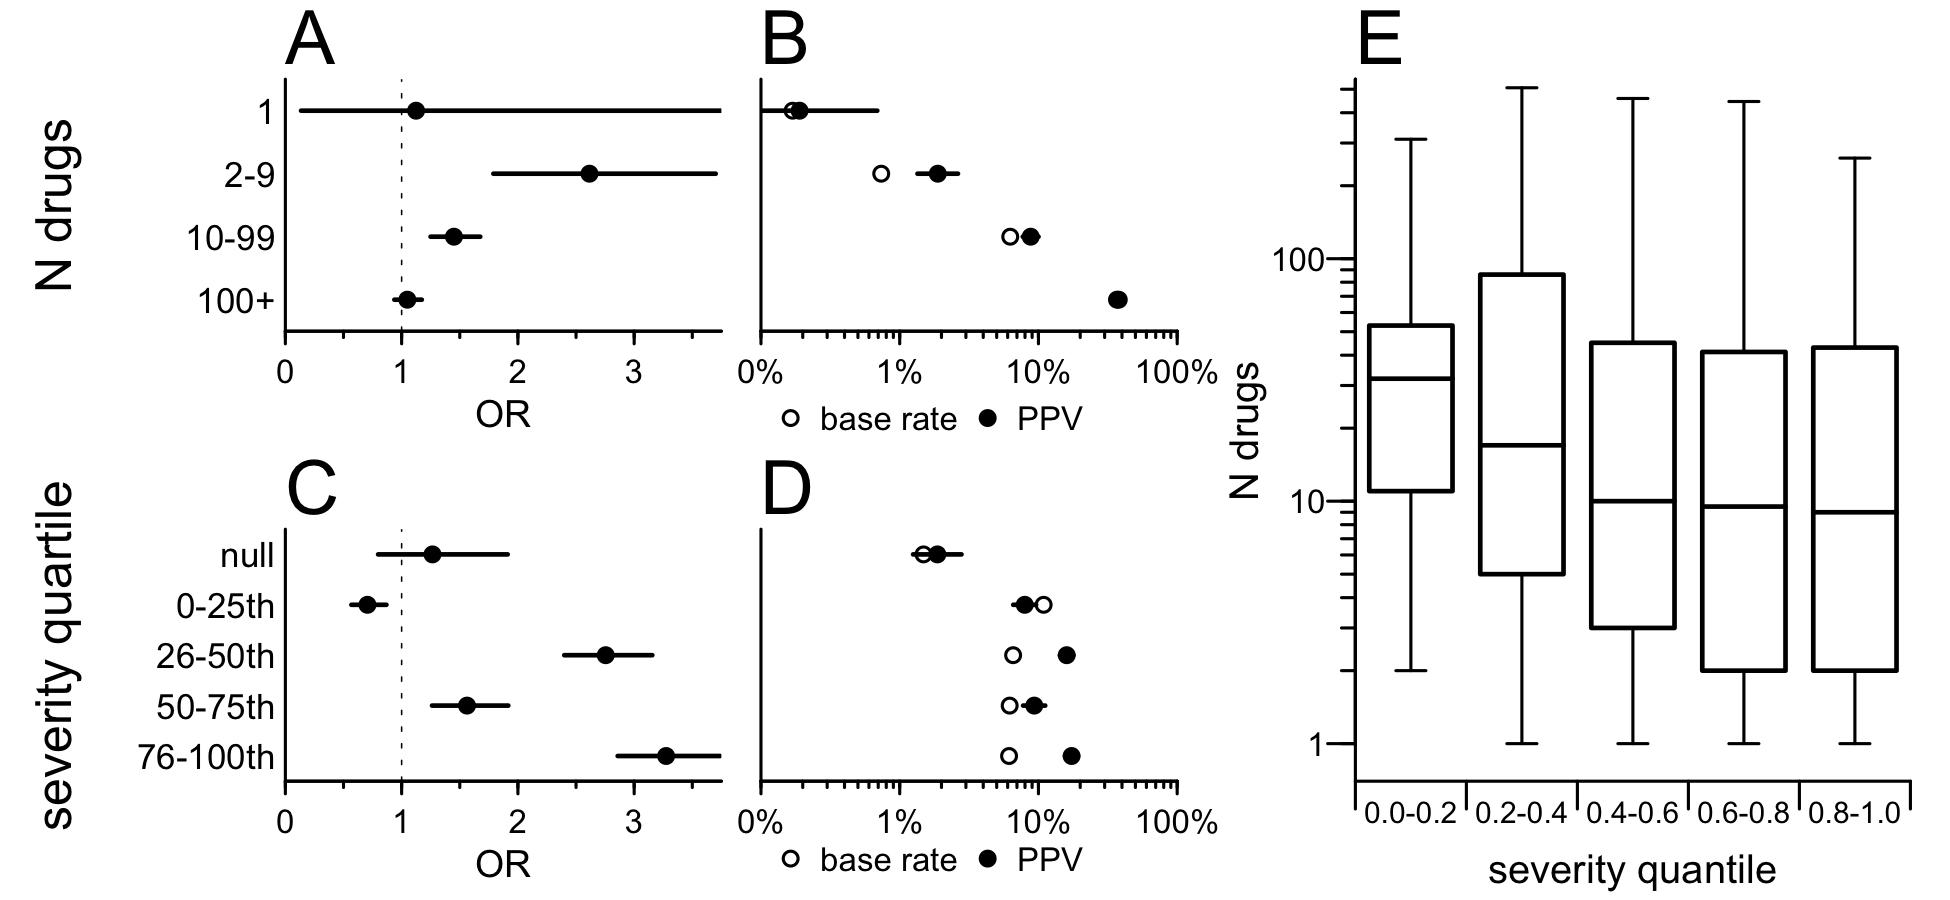 A
N drugs
1
2-9
10-99
100+
0 1 2 3
OR
B
0% 1% 10% 100%
base rate PPV
C
severity quartile
null
0-25th
26-50th
50-75th
76-100th
0 1 2 3
OR
D
0% 1% 10% 100%
base rate PPV
E
N drugs
100
10
1
0.0-0.2 0.2-0.4 0.4-0.6 0.6-0.8 0.8-1.0
severity quantile